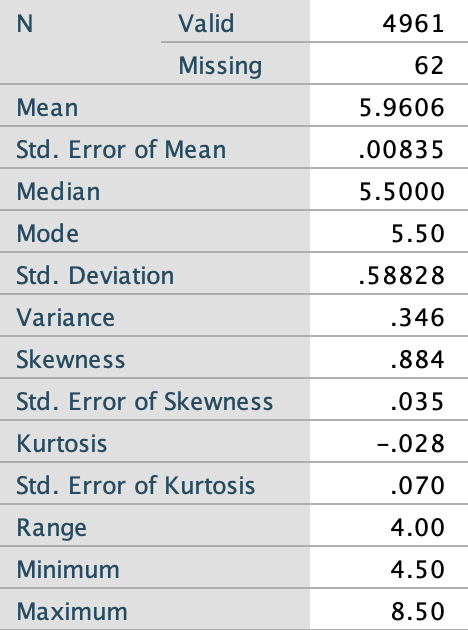 N Valid 4961
Missing 62
Mean 5.9606
Std. Error of Mean .00835
Median 5.5000
Mode 5.50
Std. Deviation .58828
Variance .346
Skewness .884
Std. Error of Skewness .035
Kurtosis -.028
Std. Error of Kurtosis .070
Range 4.00
Minimum 4.50
Maximum 8.50